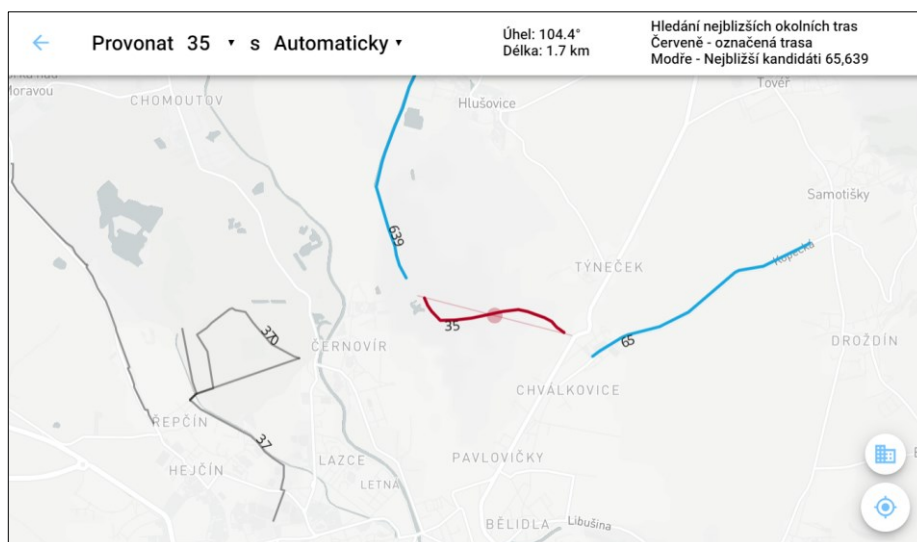 Provonat 35 s Automaticky
Úhel: 104.4°
Délka: 1.7 km
Hledání nejbližsích okolních tras
Červeně - označená trasa
Modře - Nejbližší kandidáti 65,639
Moravou
CHOMOUTOV
Hlušovice
Tovéř
Samotišky
639
Kopecká
TÝNEČEK
35
65
370
ČERNOVÍR
DROŽDÍN
CHVÁLKOVICE
ŘEPČÍN
37
HEJČÍN
LAZCE
PAVLOVIČKY
LETNÁ
BĚLIDLA
Libušina